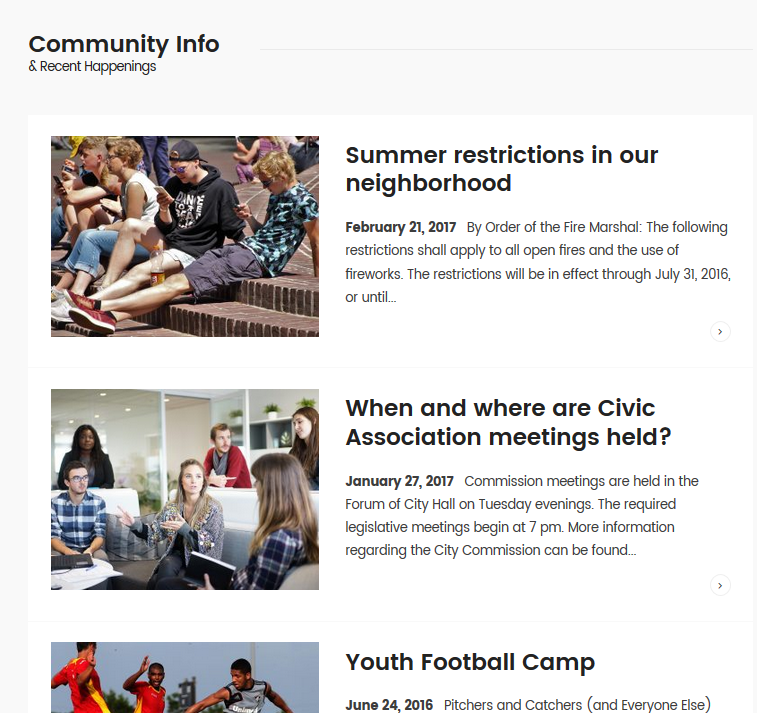 Community Info
& Recent Happenings
Summer restrictions in our
neighborhood
February 21, 2017 By Order of the Fire Marshal: The following
restrictions shall apply to all open fires and the use of
fireworks. The restrictions will be in effect through July 31, 2016,
or until...
When and where are Civic
Association meetings held?
January 27, 2017 Commission meetings are held in the
Forum of City Hall on Tuesday evenings. The required
legislative meetings begin at 7 pm. More information
regarding the City Commission can be found...
Youth Football Camp
June 24, 2016 Pitchers and Catchers (and Everyone Else)